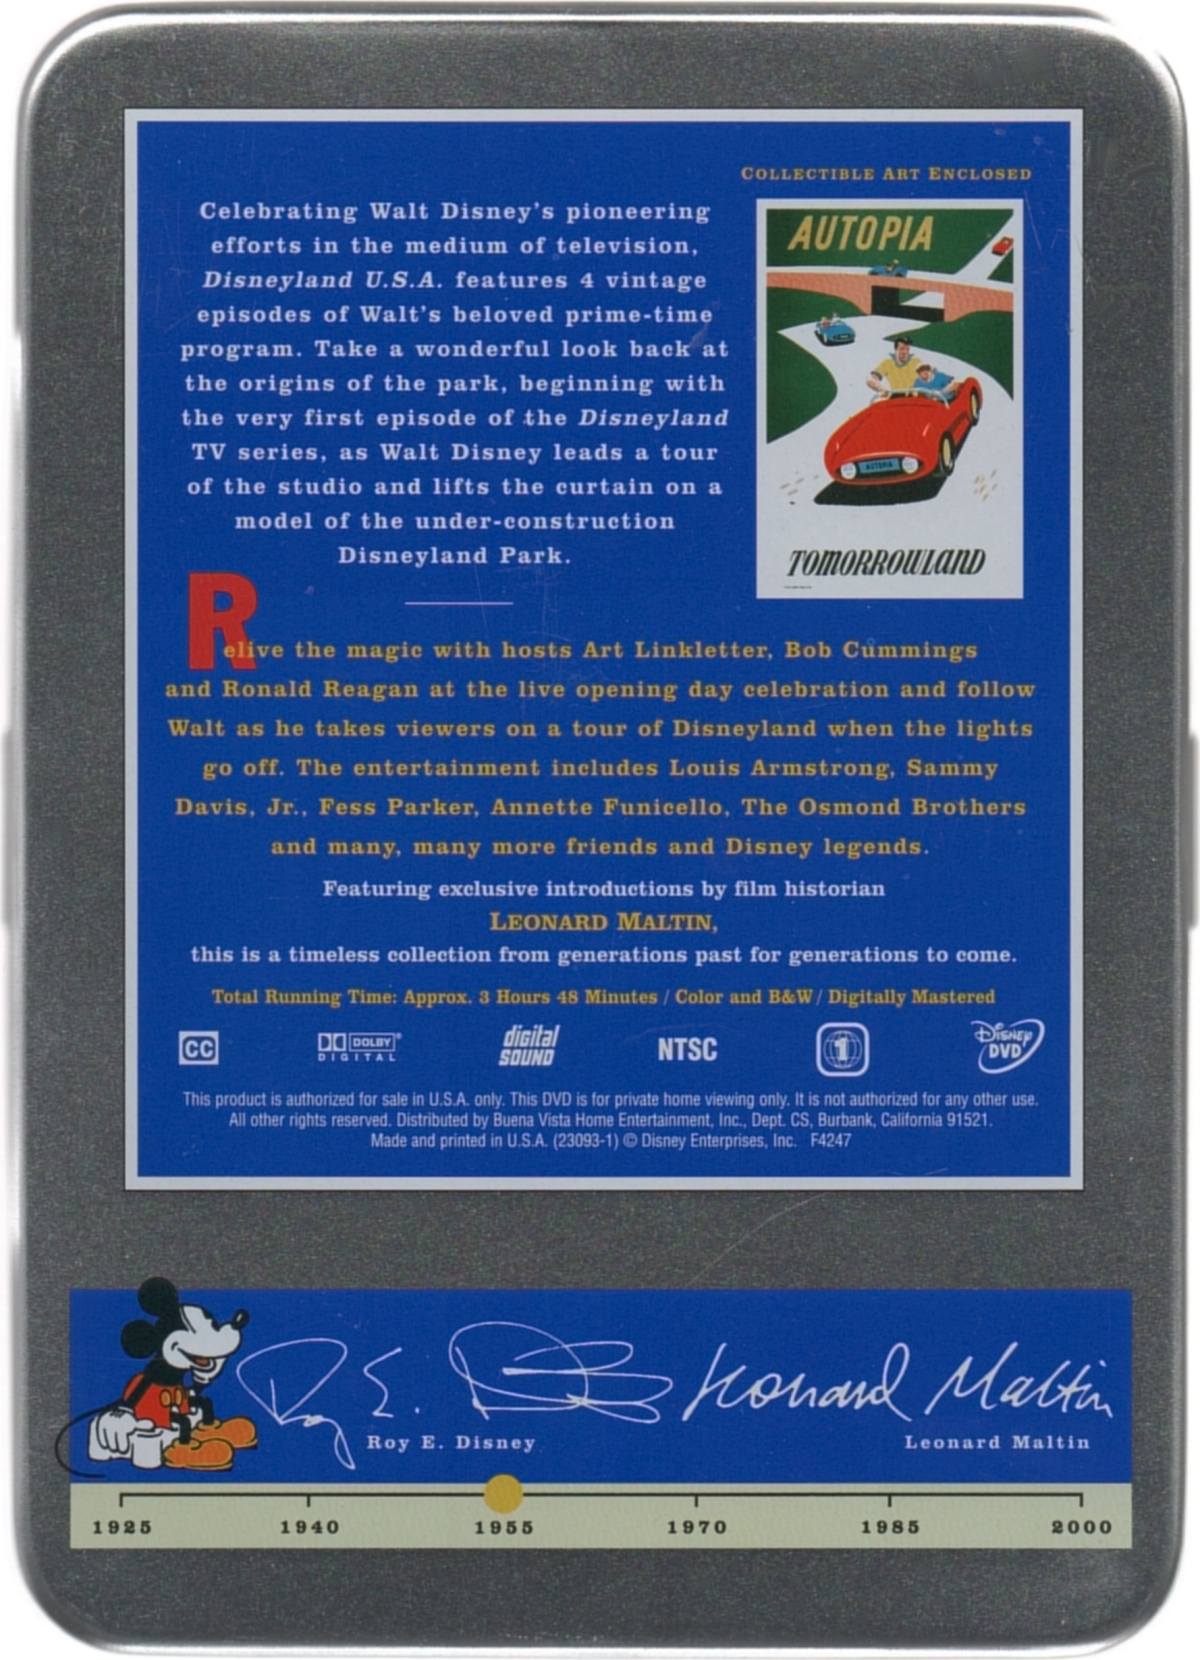 COLLECTIBLE ART ENCLOSED
Celebrating Walt Disney's pioneering
efforts in the medium of television,
Disneyland U.S.A. features 4 vintage
episodes of Walt's beloved prime-time
program. Take a wonderful look back at
the origins of the park, beginning with
the very first episode of the Disneyland
TV series, as Walt Disney leads a tour
of the studio and lifts the curtain on a
model of the under-construction
Disneyland Park.
AUTOPIA
AUTOPIA
TOMORROWLAND
Relive the magic with hosts Art Linkletter, Bob Cummings
and Ronald Reagan at the live opening day celebration and follow
Walt as he takes viewers on a tour of Disneyland when the lights
go off. The entertainment includes Louis Armstrong, Sammy
Davis, Jr., Fess Parker, Annette Funicello, The Osmond Brothers
and many, many more friends and Disney legends.
Featuring exclusive introductions by film historian
LEONARD MALTIN,
this is a timeless collection from generations past for generations to come.
Total Running Time: Approx. 3 Hours 48 Minutes / Color and B&W / Digitally Mastered
CC DOLBY DIGITAL digital SOUND NTSC 1 Disney DVD
This product is authorized for sale in U.S.A. only. This DVD is for private home viewing only. It is not authorized for any other use.
All other rights reserved. Distributed by Buena Vista Home Entertainment, Inc., Dept. CS, Burbank, California 91521.
Made and printed in U.S.A. (23093-1) © Disney Enterprises, Inc. F4247
Roy E. Disney Leonard Maltin
Roy E. Disney Leonard Maltin
1925 1940 1955 1970 1985 2000